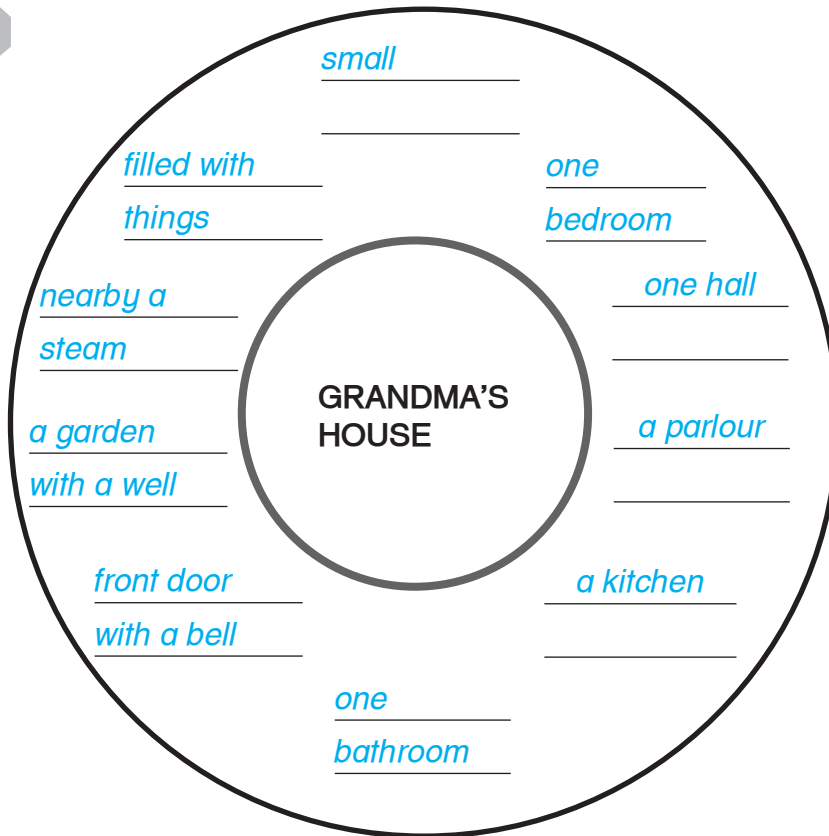 small
filled with
things
one
bedroom
nearby a
steam
one hall
GRANDMA'S
HOUSE
a garden
with a well
a parlour
front door
with a bell
a kitchen
one
bathroom